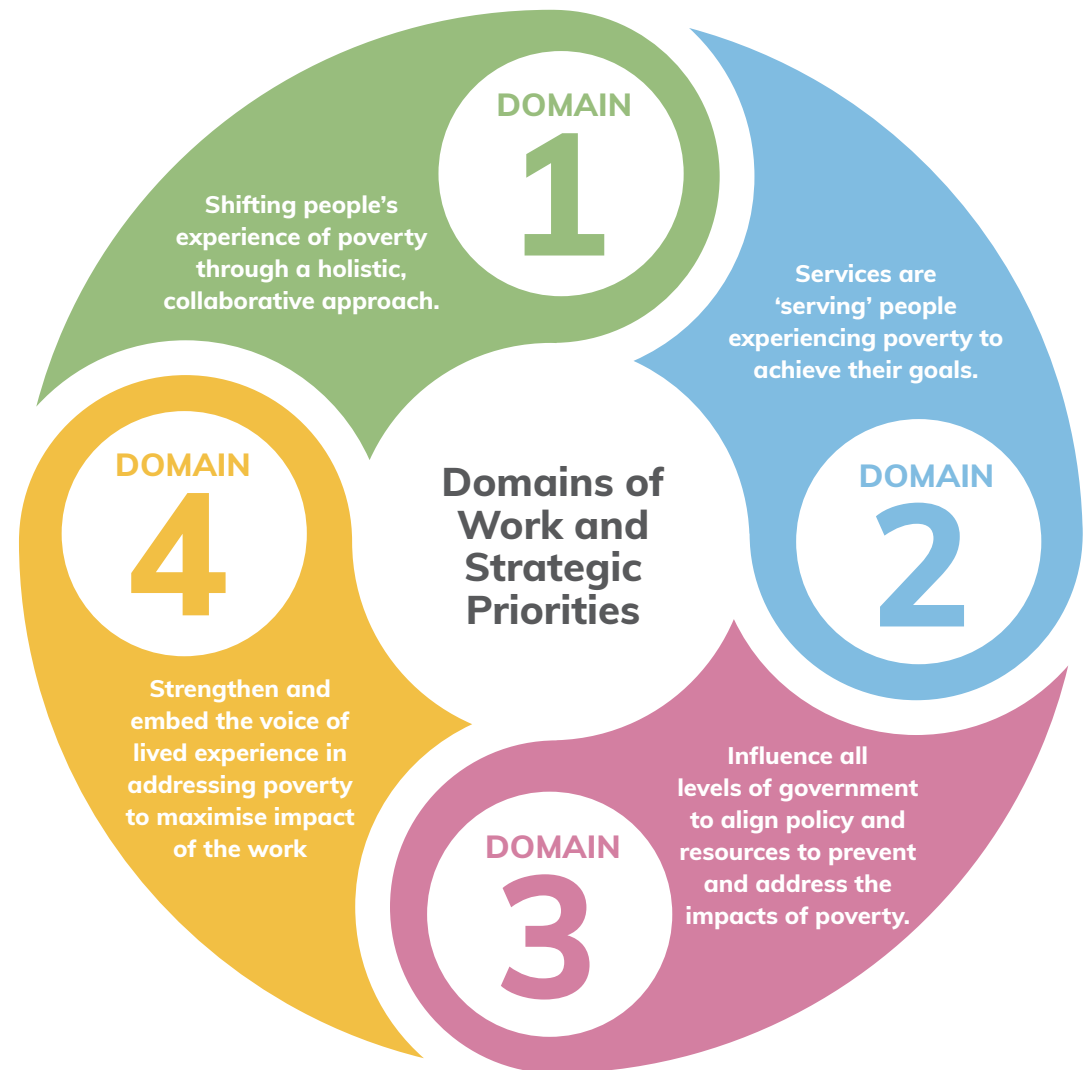 DOMAIN
1
Shifting people’s
experience of poverty
through a holistic,
collaborative approach.
Services are
‘serving’ people
experiencing poverty to
achieve their goals.
DOMAIN
2
Domains of
Work and
Strategic
Priorities
Influence all
levels of government
to align policy and
resources to prevent
and address the
impacts of poverty.
DOMAIN
3
DOMAIN
4
Strengthen and
embed the voice of
lived experience in
addressing poverty
to maximise impact
of the work